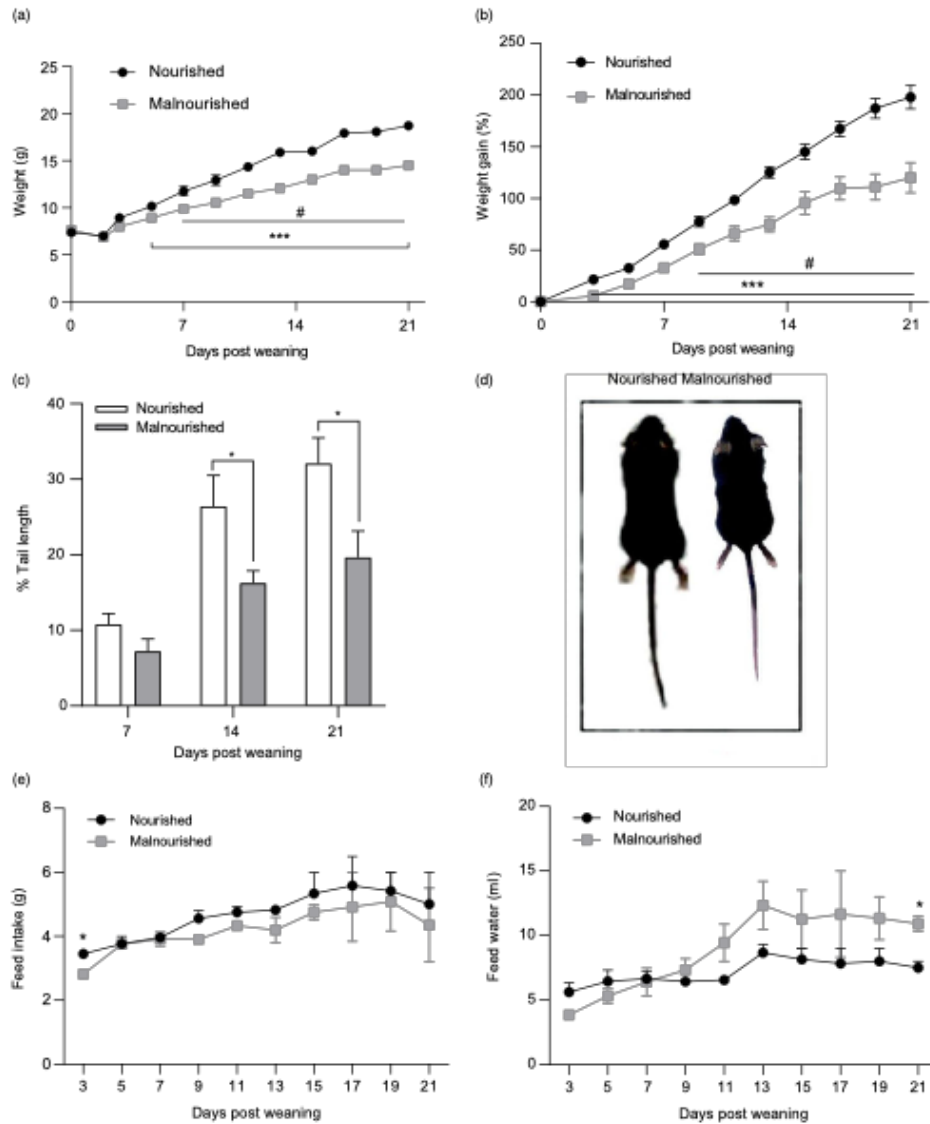 (a)
25
20
15
10
5
0
Weight (g)
Nourished
Malnourished
#
***
0 7 14 21
Days post weaning
(b)
250
200
150
100
50
0
Weight gain (%)
Nourished
Malnourished
#
***
0 7 14 21
Days post weaning
(c)
40
30
20
10
0
% Tail length
Nourished
Malnourished
*
*
7 14 21
Days post weaning
(d)
Nourished Malnourished
(e)
8
6
4
2
0
Feed intake (g)
Nourished
Malnourished
*
3 5 7 9 11 13 15 17 19 21
Days post weaning
(f)
20
15
10
5
0
Feed water (ml)
Nourished
Malnourished
*
3 5 7 9 11 13 15 17 19 21
Days post weaning